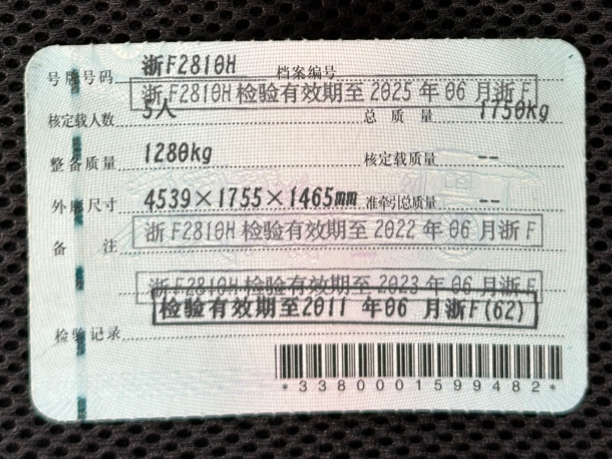 号牌号码 浙F2810H 档案编号
浙F2810H检验有效期至2025年06月浙F
核定载人数 5人 总质量 1750kg
整备质量 1280kg 核定载质量 --
外廓尺寸 4539×1755×1465mm 准牵引总质量 --
浙F2810H检验有效期至2022年06月浙F
备注
浙F2810H检验有效期至2023年06月浙F
检验有效期至2011年06月浙F(62)
检验记录
*3380001599482*